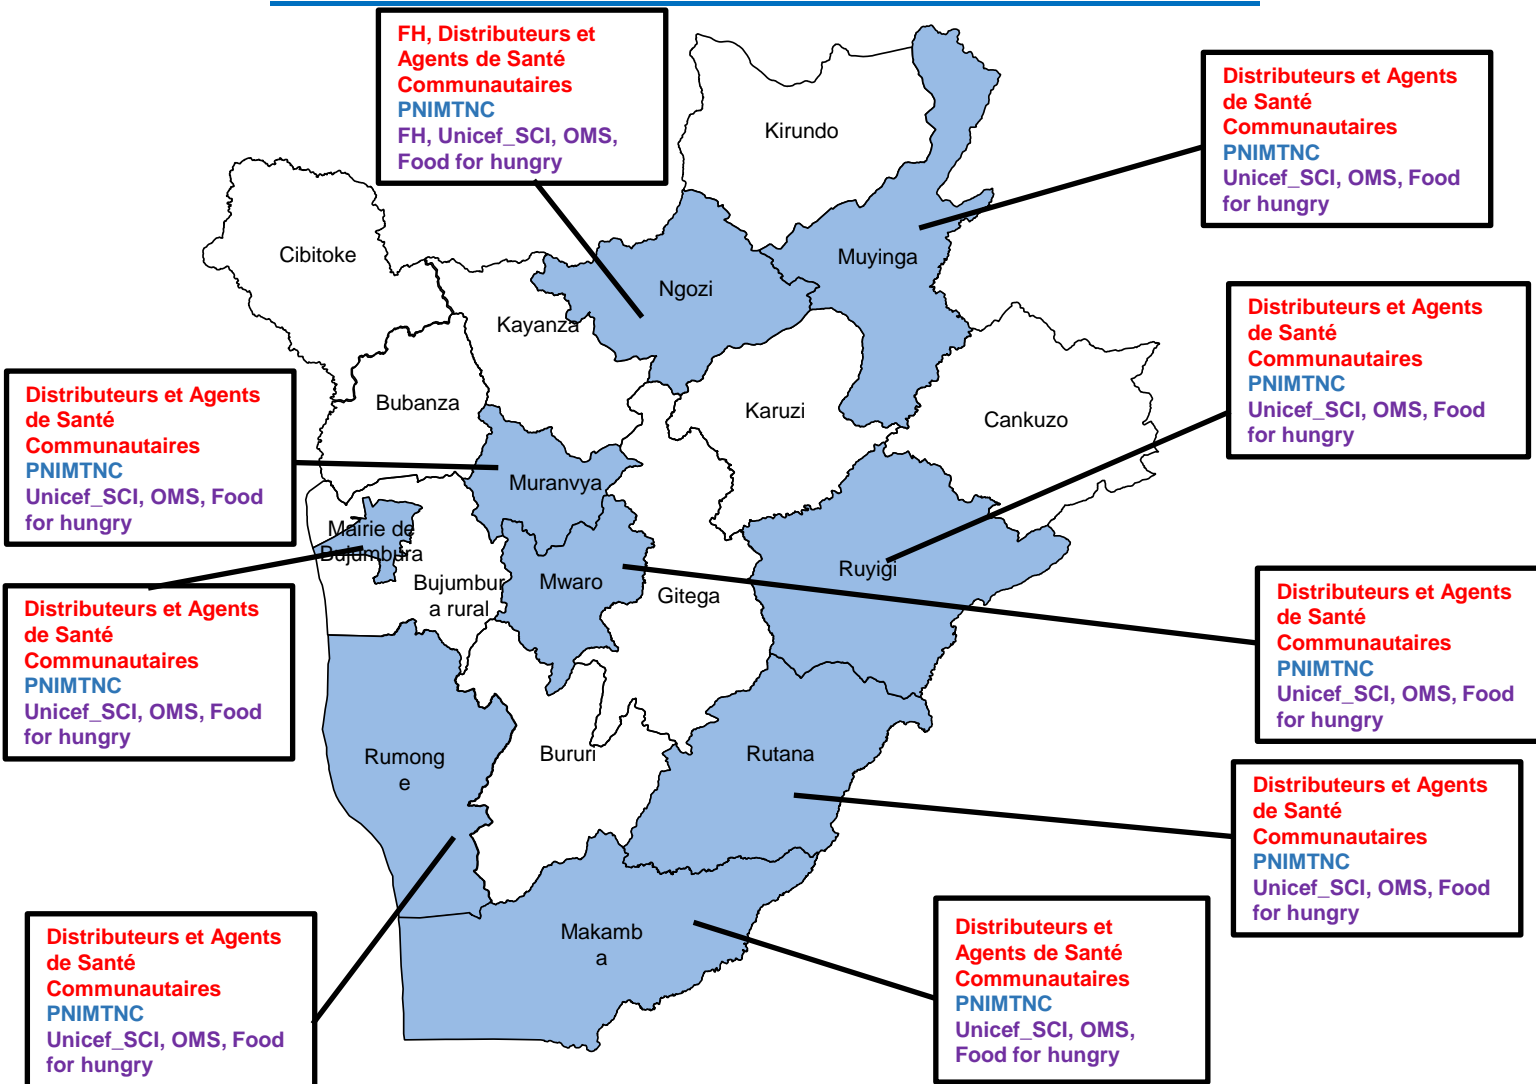 FH, Distributeurs et
Agents de Santé
Communautaires
PNIMTNC
FH, Unicef_SCI, OMS,
Food for hungry
Distributeurs et Agents
de Santé
Communautaires
PNIMTNC
Unicef_SCI, OMS, Food
for hungry
Kirundo
Cibitoke
Muyinga
Ngozi
Kayanza
Distributeurs et Agents
de Santé
Communautaires
PNIMTNC
Unicef_SCI, OMS, Food
for hungry
Distributeurs et Agents
de Santé
Communautaires
PNIMTNC
Unicef_SCI, OMS, Food
for hungry
Bubanza
Karuzi
Cankuzo
Muranvya
Mairie de
Bujumbura
Bujumbur
a rural
Mwaro
Gitega
Ruyigi
Distributeurs et Agents
de Santé
Communautaires
PNIMTNC
Unicef_SCI, OMS, Food
for hungry
Distributeurs et Agents
de Santé
Communautaires
PNIMTNC
Unicef_SCI, OMS, Food
for hungry
Rumong
e
Bururi
Rutana
Distributeurs et Agents
de Santé
Communautaires
PNIMTNC
Unicef_SCI, OMS, Food
for hungry
Makamb
a
Distributeurs et Agents
de Santé
Communautaires
PNIMTNC
Unicef_SCI, OMS, Food
for hungry
Distributeurs et
Agents de Santé
Communautaires
PNIMTNC
Unicef_SCI, OMS,
Food for hungry